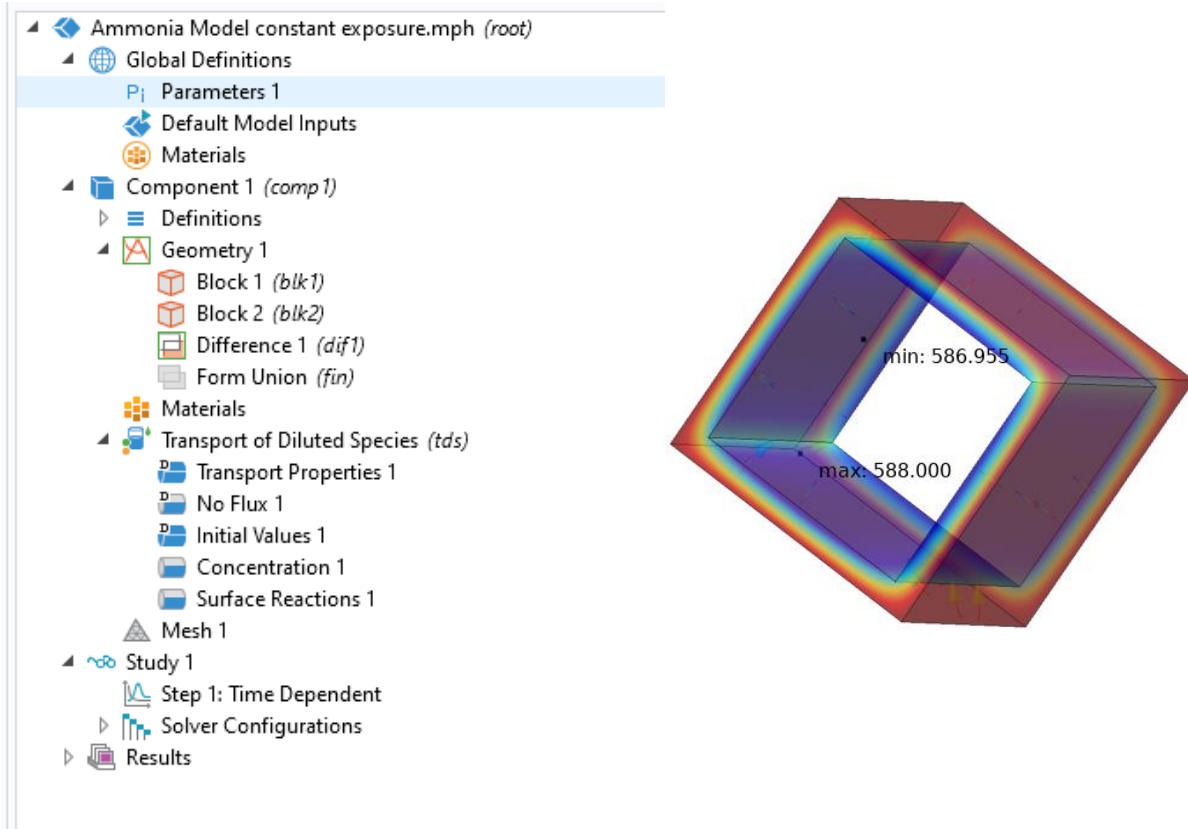 Ammonia Model constant exposure.mph (root)
Global Definitions
Pi Parameters 1
Default Model Inputs
Materials
Component 1 (comp1)
Definitions
Geometry 1
Block 1 (blk1)
Block 2 (blk2)
Difference 1 (dif1)
Form Union (fin)
Materials
Transport of Diluted Species (tds)
D Transport Properties 1
D No Flux 1
D Initial Values 1
Concentration 1
Surface Reactions 1
Mesh 1
Study 1
Step 1: Time Dependent
Solver Configurations
Results
min: 586.955
max: 588.000